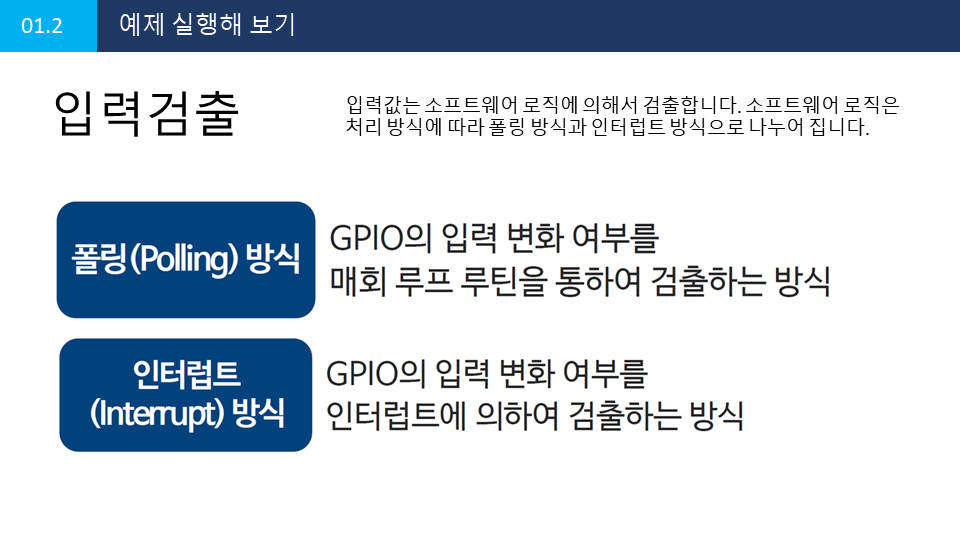 01.2
예제 실행해 보기
입력검출
입력값는 소프트웨어 로직에 의해서 검출합니다. 소프트웨어 로직은
처리 방식에 따라 폴링 방식과 인터럽트 방식으로 나누어 집니다.
폴링(Polling) 방식
GPIO의 입력 변화 여부를
매회 루프 루틴을 통하여 검출하는 방식
인터럽트
(Interrupt) 방식
GPIO의 입력 변화 여부를
인터럽트에 의하여 검출하는 방식